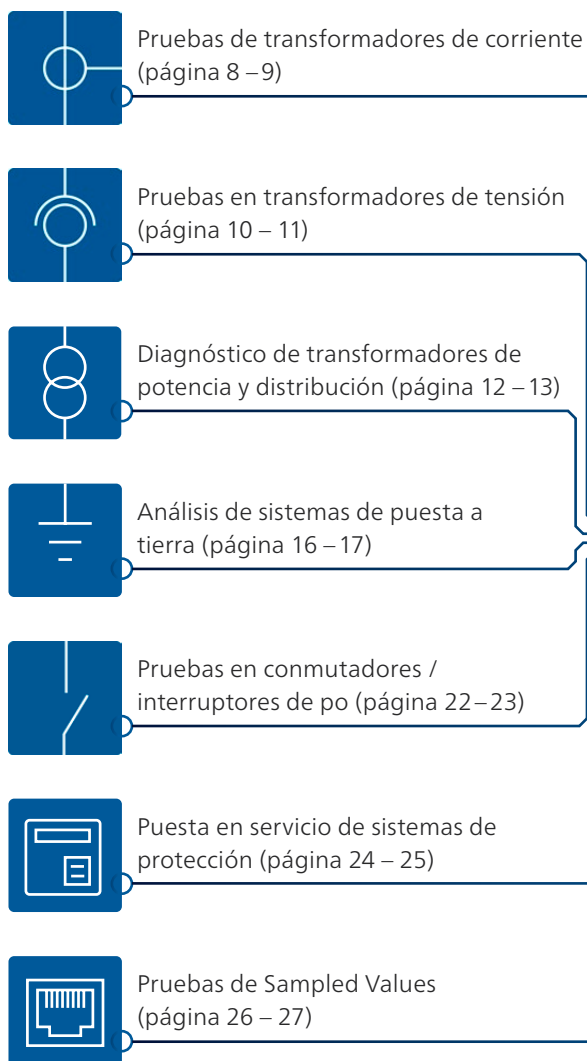 Pruebas de transformadores de corriente
(página 8 – 9)
Pruebas en transformadores de tensión
(página 10 – 11)
Diagnóstico de transformadores de
potencia y distribución (página 12 – 13)
Análisis de sistemas de puesta a
tierra (página 16 – 17)
Pruebas en conmutadores /
interruptores de po (página 22 – 23)
Puesta en servicio de sistemas de
protección (página 24 – 25)
Pruebas de Sampled Values
(página 26 – 27)